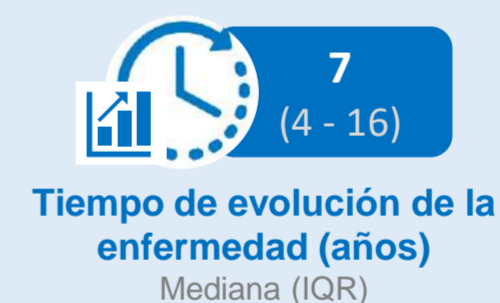 7
(4 - 16)
Tiempo de evolución de la
enfermedad (años)
Mediana (IQR)